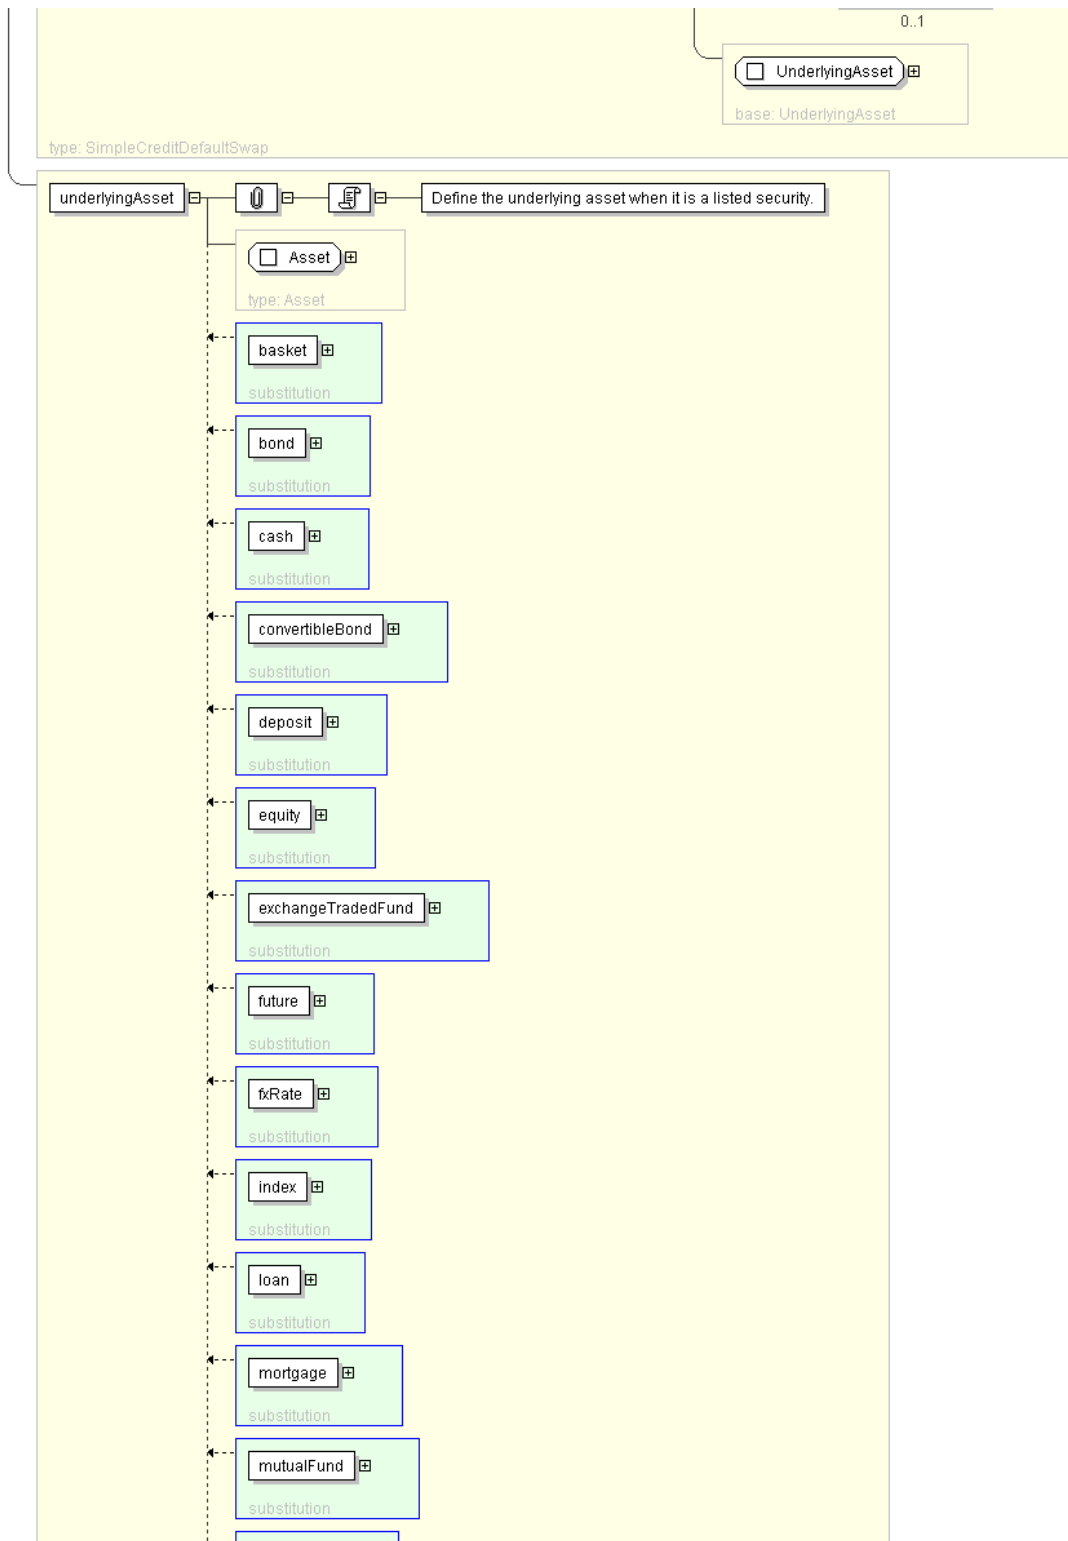 0..1
UnderlyingAsset
base: UnderlyingAsset
type: SimpleCreditDefaultSwap
underlyingAsset
Define the underlying asset when it is a listed security.
Asset
type: Asset
basket
substitution
bond
substitution
cash
substitution
convertibleBond
substitution
deposit
substitution
equity
substitution
exchangeTradedFund
substitution
future
substitution
fxRate
substitution
index
substitution
loan
substitution
mortgage
substitution
mutualFund
substitution